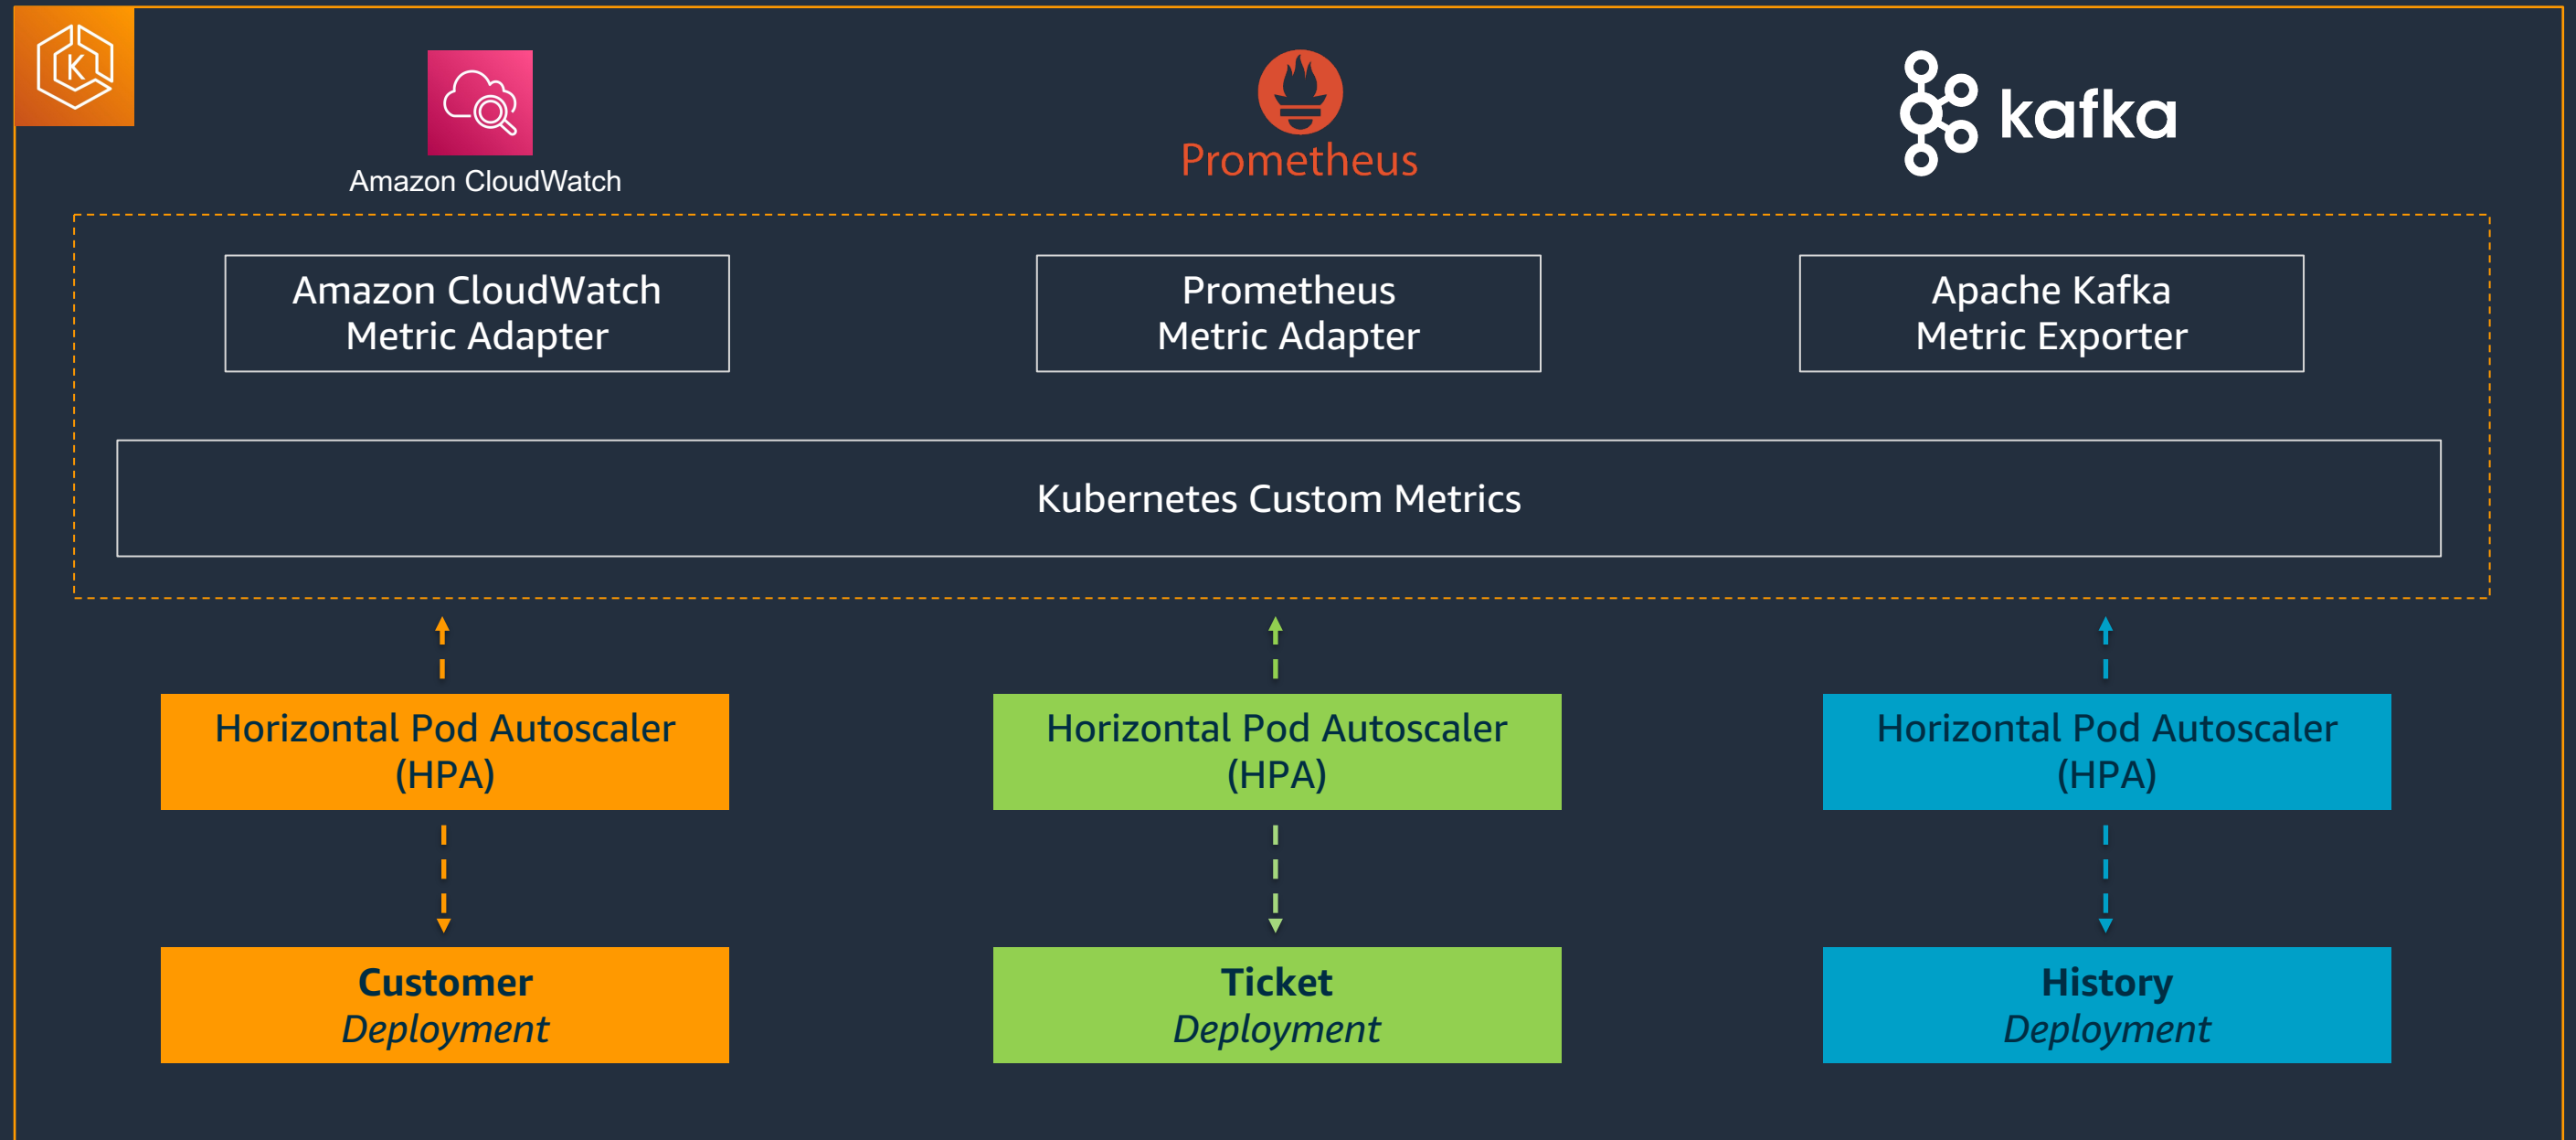 K
Amazon CloudWatch
Prometheus
kafka
Amazon CloudWatch
Metric Adapter
Prometheus
Metric Adapter
Apache Kafka
Metric Exporter
Kubernetes Custom Metrics
Horizontal Pod Autoscaler
(HPA)
Horizontal Pod Autoscaler
(HPA)
Horizontal Pod Autoscaler
(HPA)
Customer
Deployment
Ticket
Deployment
History
Deployment